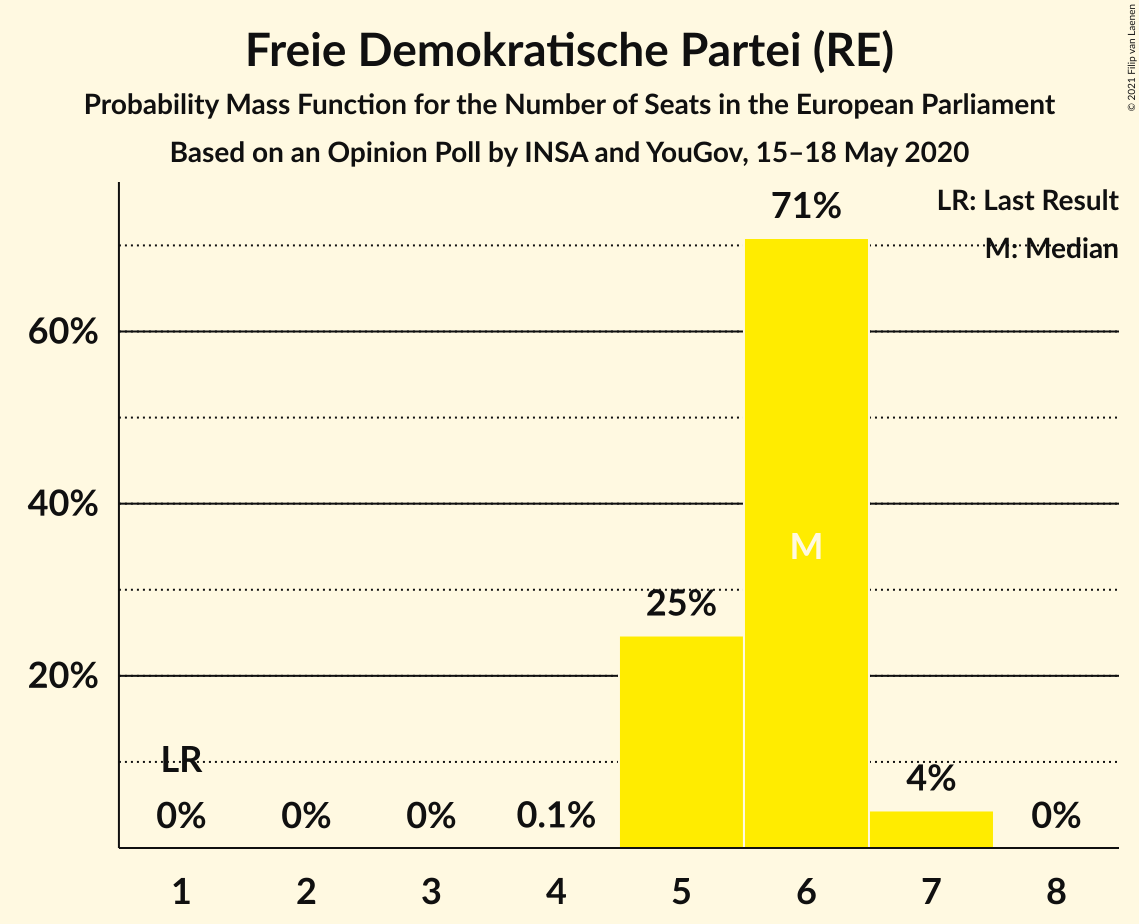 Freie Demokratische Partei (RE)
Probability Mass Function for the Number of Seats in the European Parliament
Based on an Opinion Poll by INSA and YouGov, 15–18 May 2020
© 2021 Filip van Laenen
LR: Last Result
M: Median
71%
60%
40%
M
25%
20%
LR
4%
0%
0%
0%
0.1%
0%
1
2
3
4
5
6
7
8